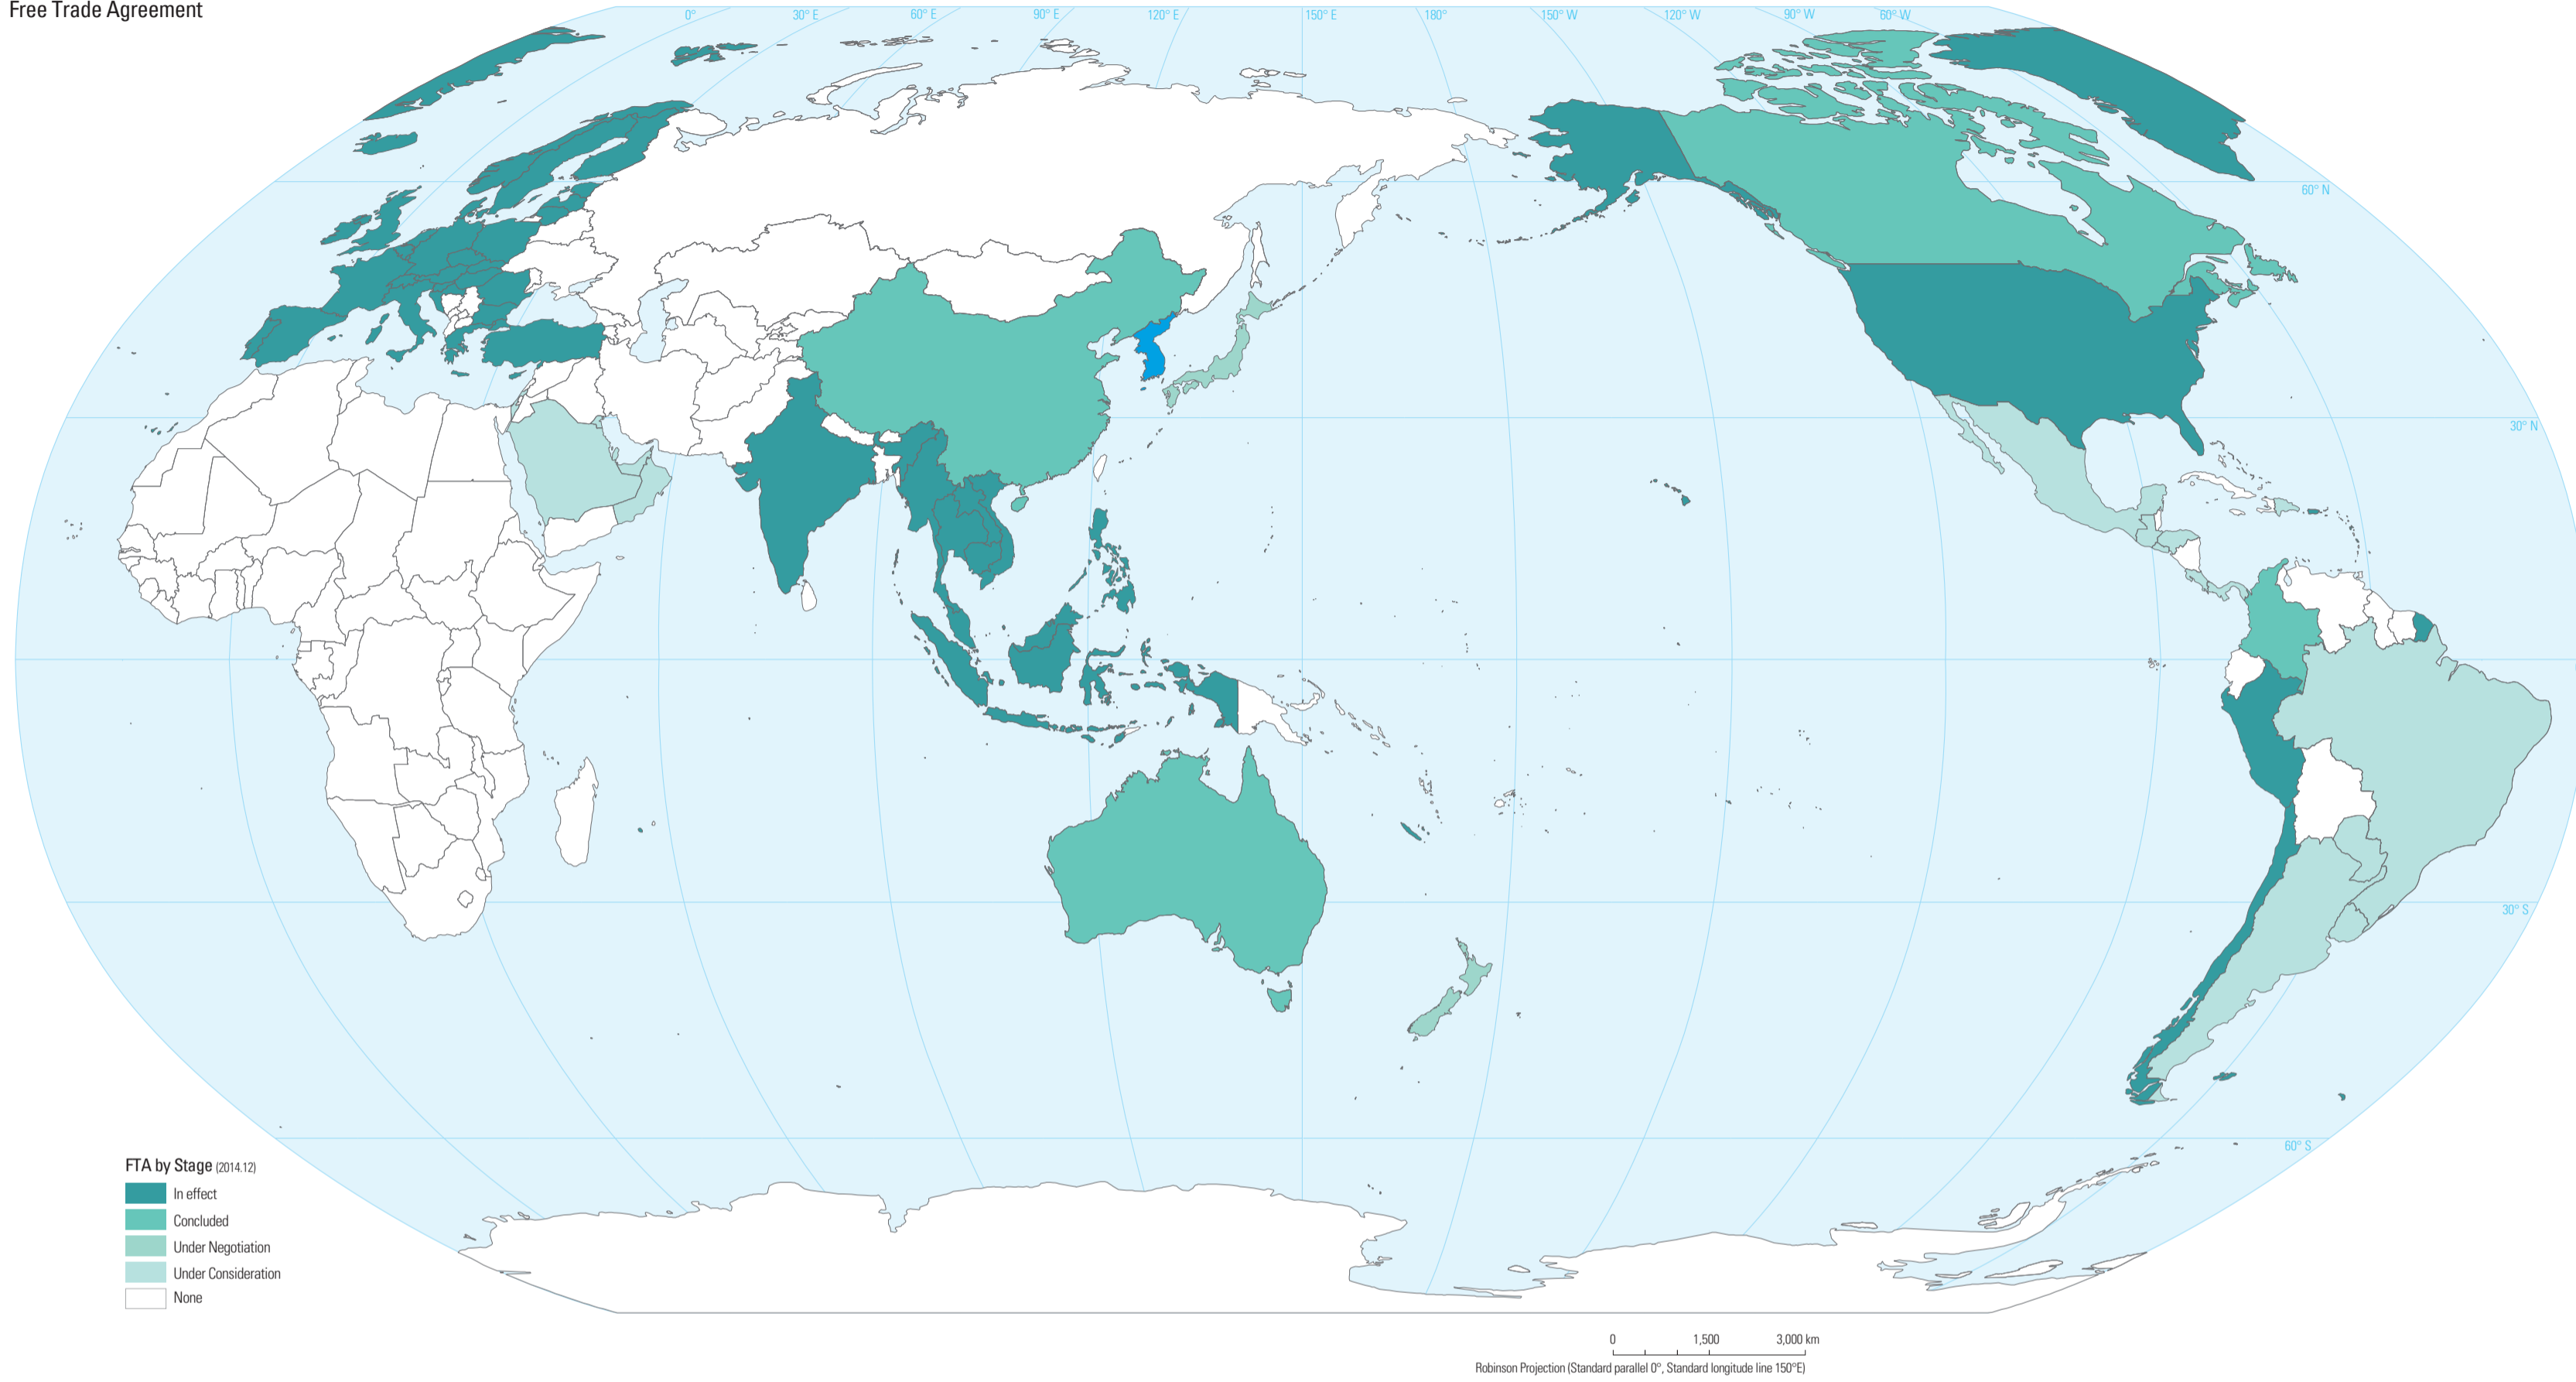 Free Trade Agreement
0°
30° E
60° E
90° E
120° E
150° E
180°
150° W
120° W
90° W
60° W
60° N
30° N
30° S
60° S
FTA by Stage (2014.12)
In effect
Concluded
Under Negotiation
Under Consideration
None
0 1,500 3,000 km
Robinson Projection (Standard parallel 0°, Standard longitude line 150°E)